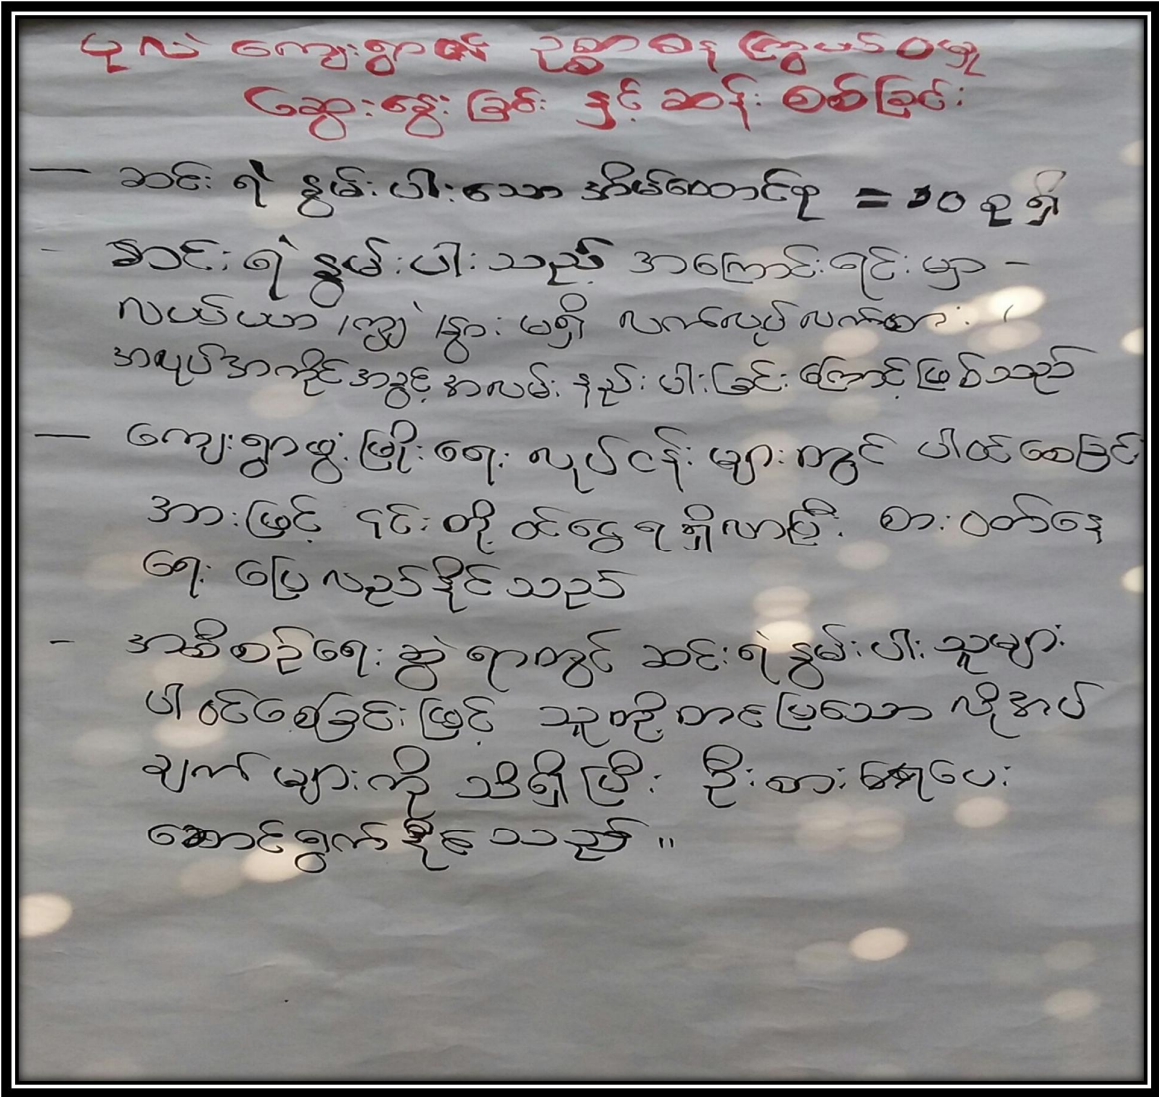 ပုလဲ ကျေးရွာ၏ ဥစ္စာဓန ကြွယ်ဝမှု
ဆွေးနွေးခြင်း နှင့် ဆန်းစစ်ခြင်း
— ဆင်းရဲ နွမ်းပါးသော အိမ်ထောင်စု = ၁၀ စု ရှိ
- ဆင်းရဲ နွမ်းပါးသည့် အကြောင်းရင်းမှာ -
လယ်ယာ / ကျွဲ / နွား မရှိ လက်လုပ်လက်စား /
အလုပ်အကိုင်အခွင့်အလမ်း နည်းပါးခြင်းကြောင့်ဖြစ်သည်
— ကျေးရွာဖွံ့ဖြိုးရေး လုပ်ငန်းများတွင် ပါဝင်စေခြင်း
အားဖြင့် ၎င်းတို့ ဝင်ငွေရရှိလာပြီး စားဝတ်နေ
ရေး ပြေလည်နိုင်သည်
- အသိစဉ်ရေးဆွဲရာတွင် ဆင်းရဲနွမ်းပါးသူများ
ပါဝင်စေခြင်းဖြင့် သူတို့တင်ပြသော လိုအပ်
ချက်များကို သိရှိပြီး ဦးစားပေး
ဆောင်ရွက်နိုင်သည်။